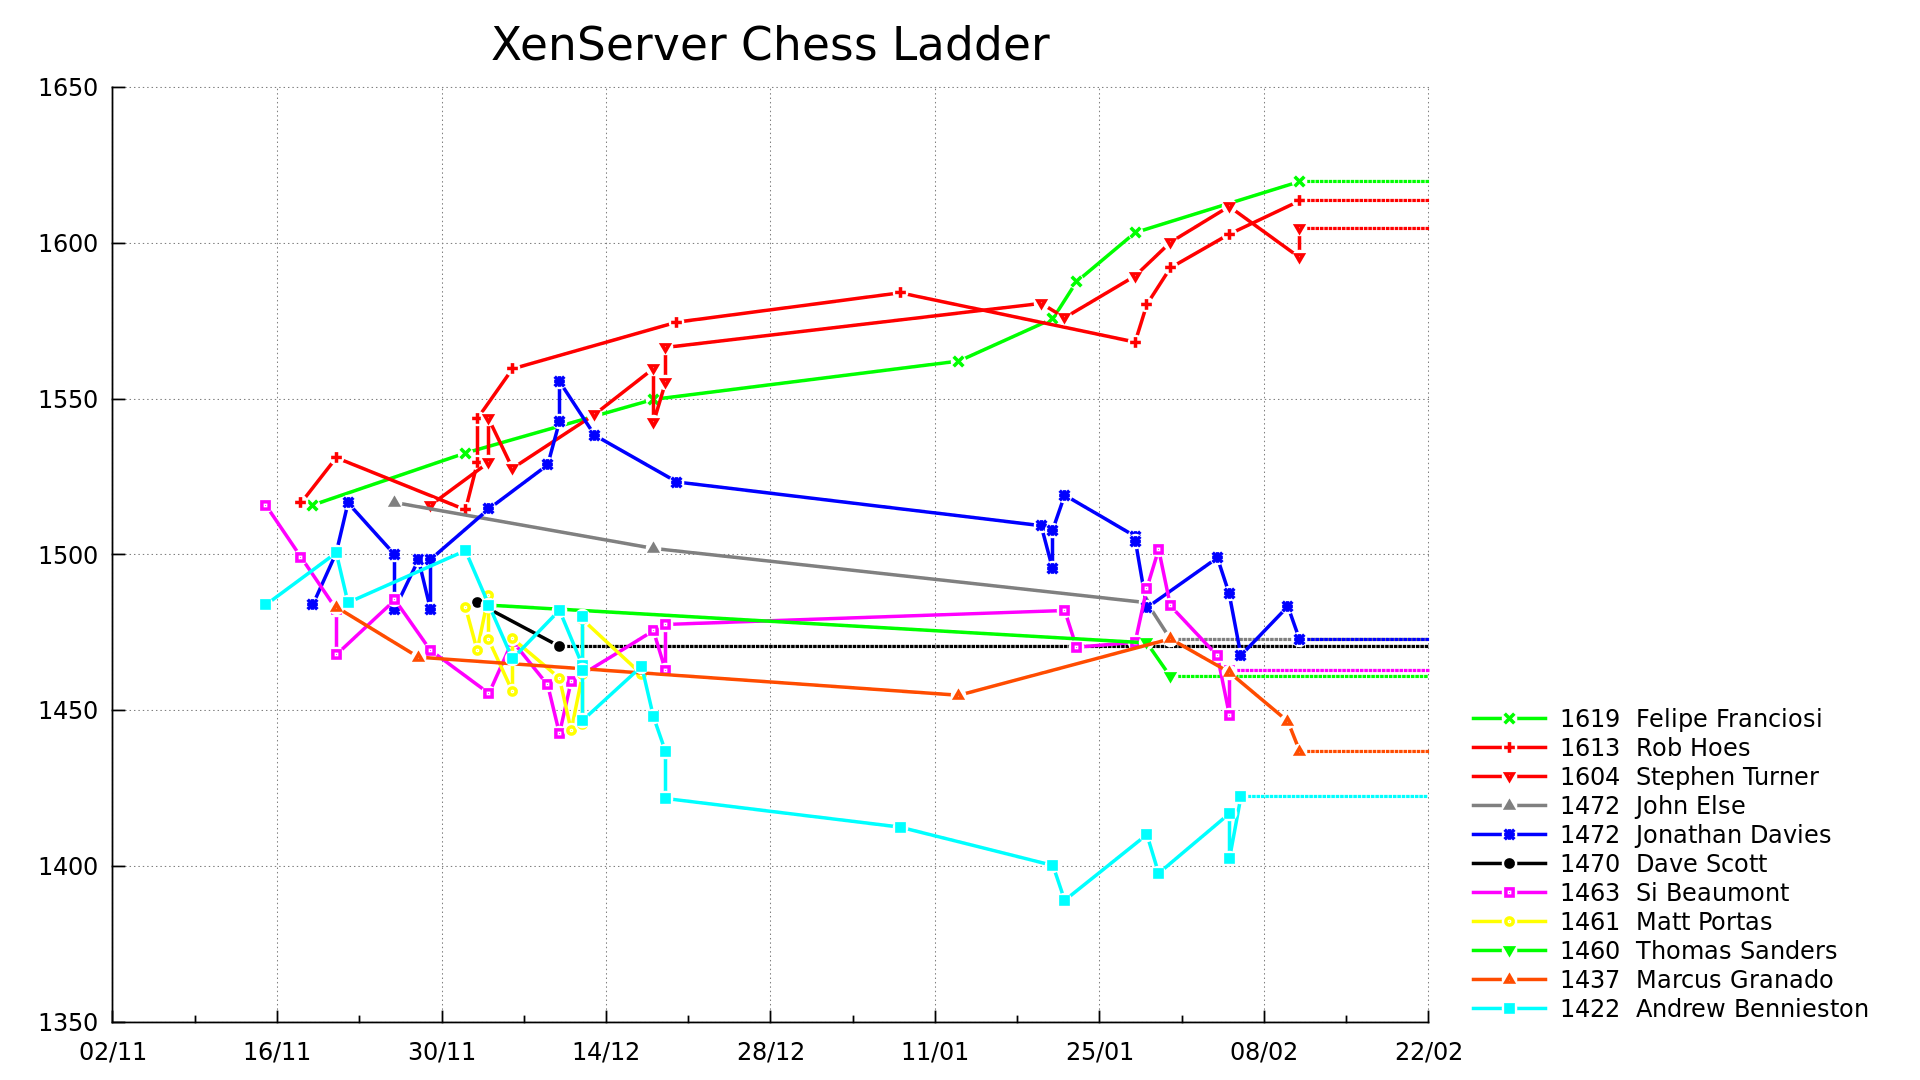 XenServer Chess Ladder
1650
1600
1550
1500
1450
1400
1350
02/11 16/11 30/11 14/12 28/12 11/01 25/01 08/02 22/02
1619 Felipe Franciosi
1613 Rob Hoes
1604 Stephen Turner
1472 John Else
1472 Jonathan Davies
1470 Dave Scott
1463 Si Beaumont
1461 Matt Portas
1460 Thomas Sanders
1437 Marcus Granado
1422 Andrew Bennieston